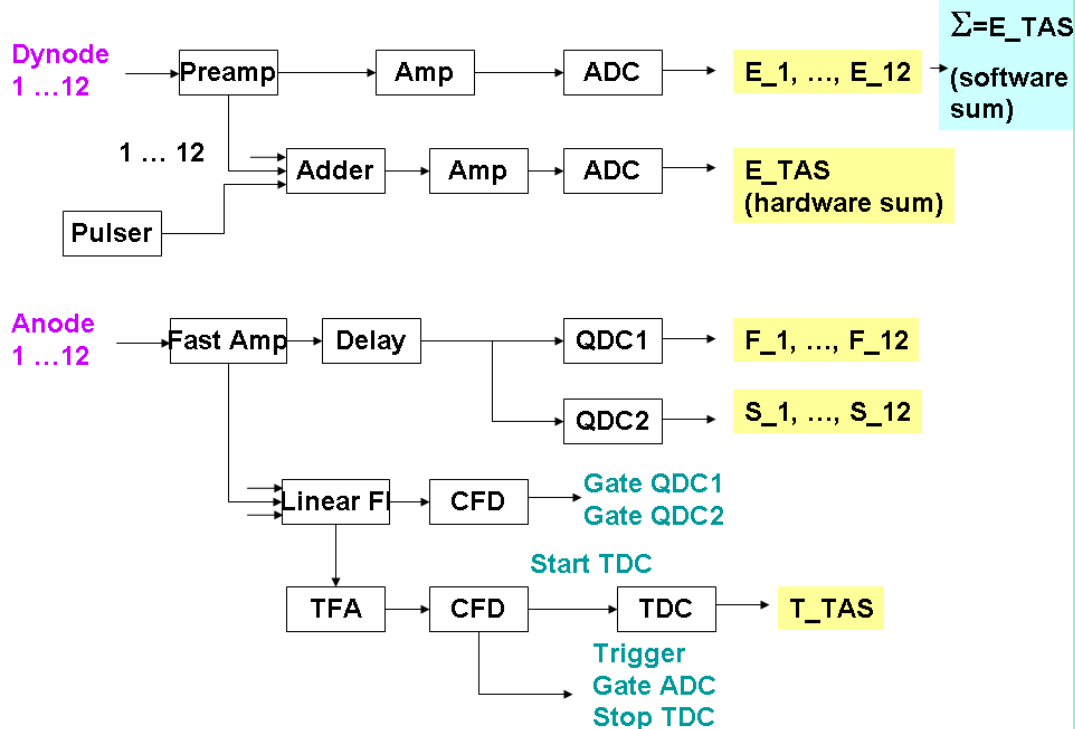 Σ=E_TAS
(software
sum)
Dynode
1 ...12
Preamp
Amp
ADC
E_1, ..., E_12
1 ... 12
Adder
Amp
ADC
E_TAS
(hardware sum)
Pulser
Anode
1 ...12
Fast Amp
Delay
QDC1
F_1, ..., F_12
QDC2
S_1, ..., S_12
Linear FI
CFD
Gate QDC1
Gate QDC2
Start TDC
TFA
CFD
TDC
T_TAS
Trigger
Gate ADC
Stop TDC